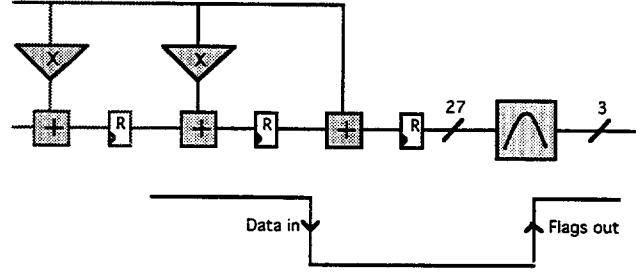 X X
+ R + R + R 27 3
Data in Flags out